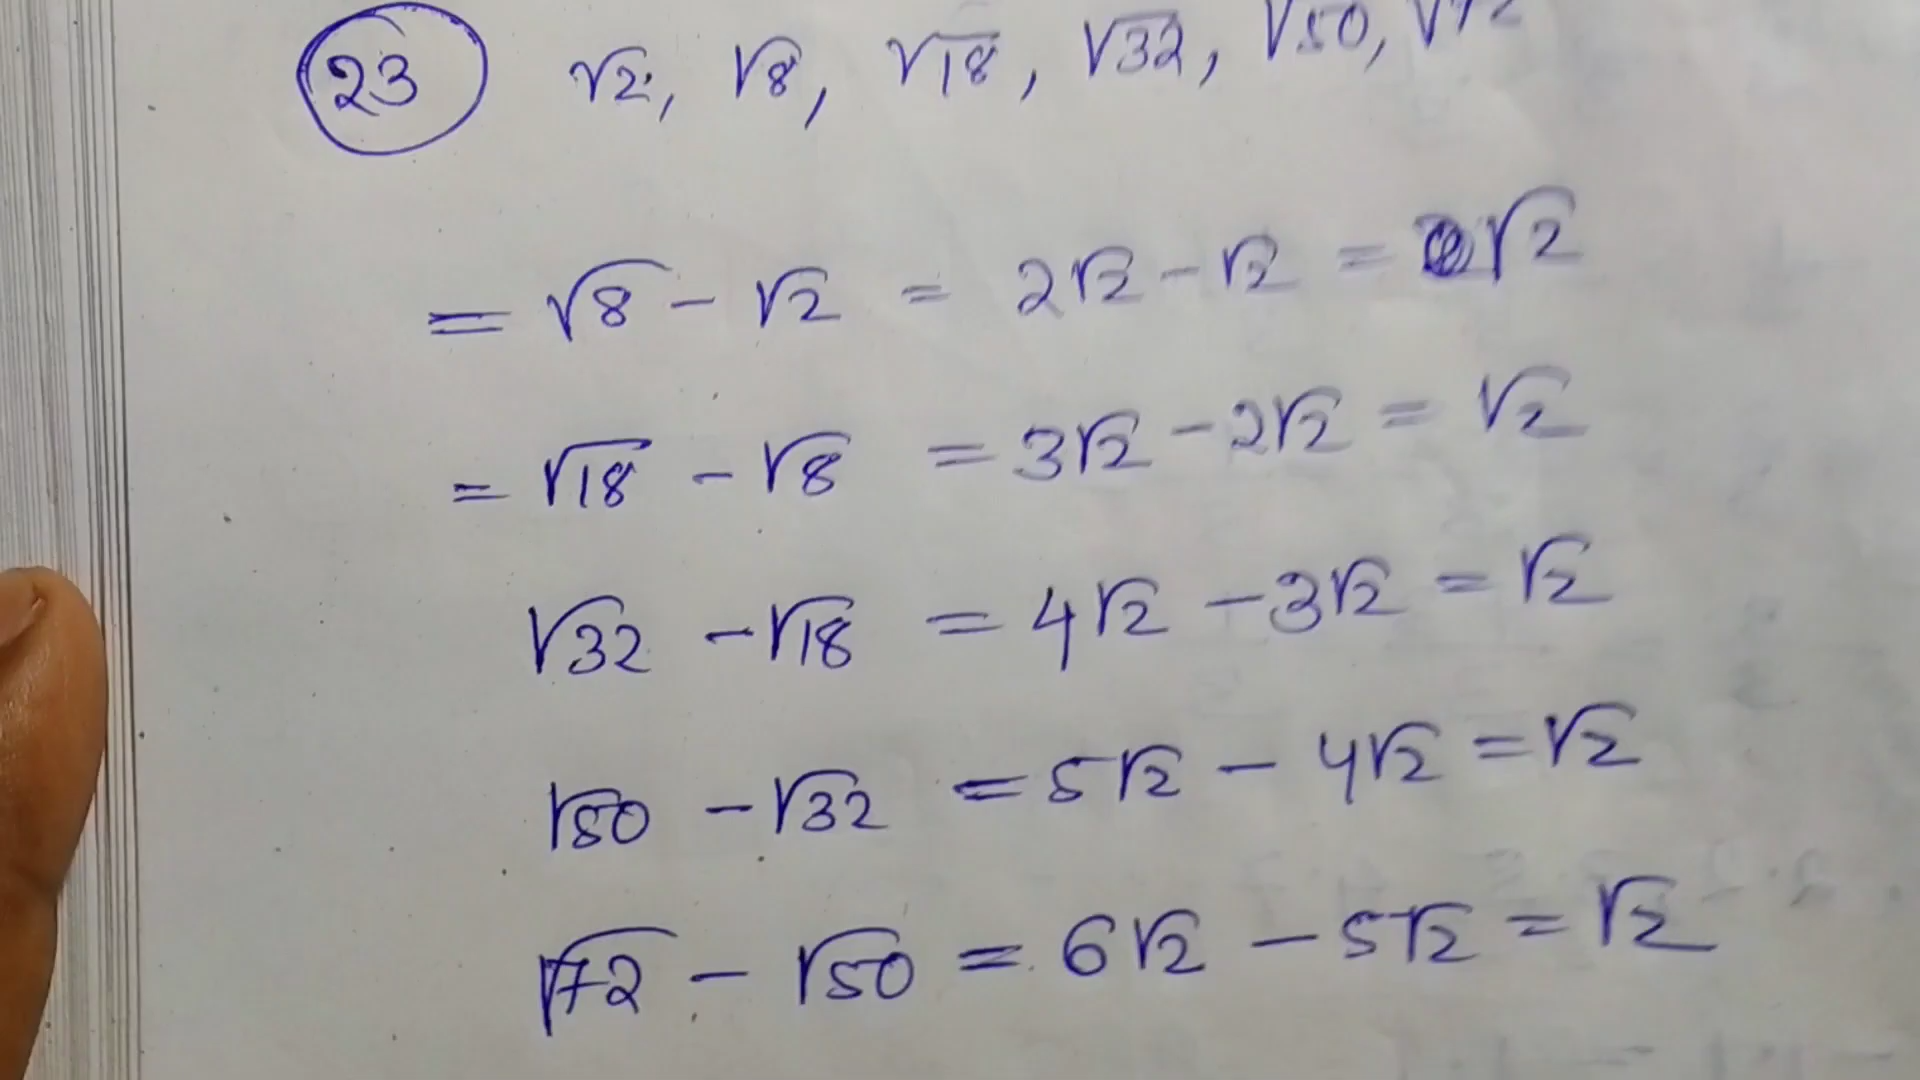 23 √2, √8, √18, √32, √50, √72
= √8 - √2 = 2√2 - √2 = √2
= √18 - √8 = 3√2 - 2√2 = √2
√32 - √18 = 4√2 - 3√2 = √2
√50 - √32 = 5√2 - 4√2 = √2
√72 - √50 = 6√2 - 5√2 = √2